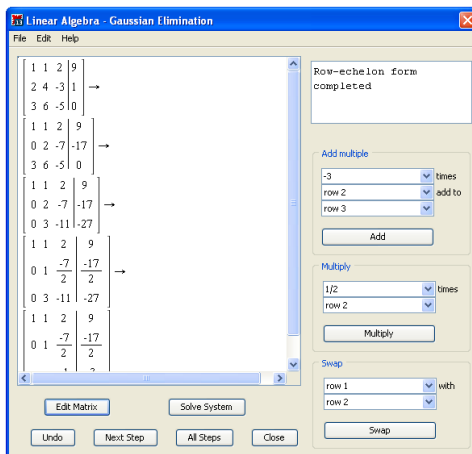 Linear Algebra - Gaussian Elimination
File Edit Help
1 1 2 9
2 4 -3 1 →
3 6 -5 0
1 1 2 9
0 2 -7 -17 →
3 6 -5 0
1 1 2 9
0 2 -7 -17 →
0 3 -11 -27
1 1 2 9
0 1 -7/2 -17/2 →
0 3 -11 -27
1 1 2 9
0 1 -7/2 -17/2
Edit Matrix Solve System
Undo Next Step All Steps Close
Row-echelon form
completed
Add multiple
-3 times
row 2 add to
row 3
Add
Multiply
1/2 times
row 2
Multiply
Swap
row 1 with
row 2
Swap